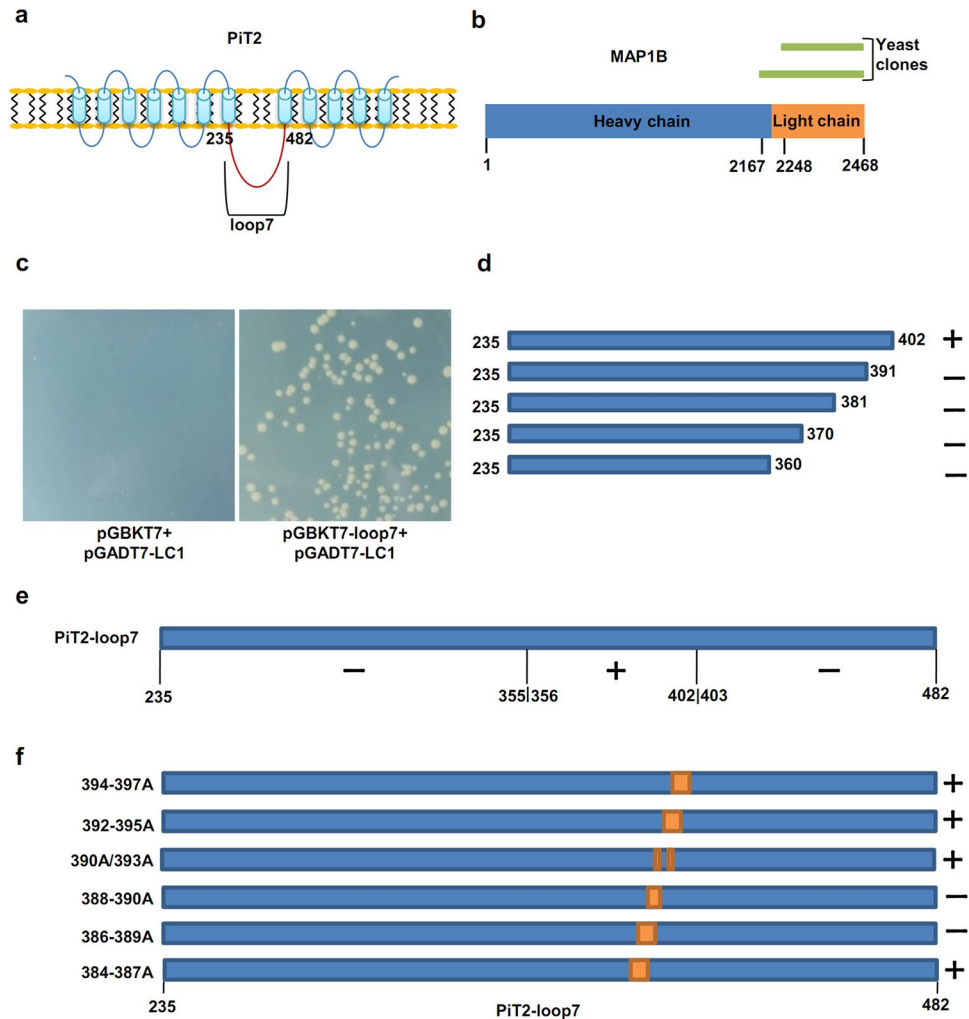 a
PiT2
235
482
loop7
b
MAP1B
Yeast
clones
Heavy chain
Light chain
1
2167
2248
2468
c
pGBKT7+
pGADT7-LC1
pGBKT7-loop7+
pGADT7-LC1
d
235 402 +
235 391 –
235 381 –
235 370 –
235 360 –
e
PiT2-loop7
– + –
235 355|356 402|403 482
f
394-397A +
392-395A +
390A/393A +
388-390A –
386-389A –
384-387A +
235 482
PiT2-loop7